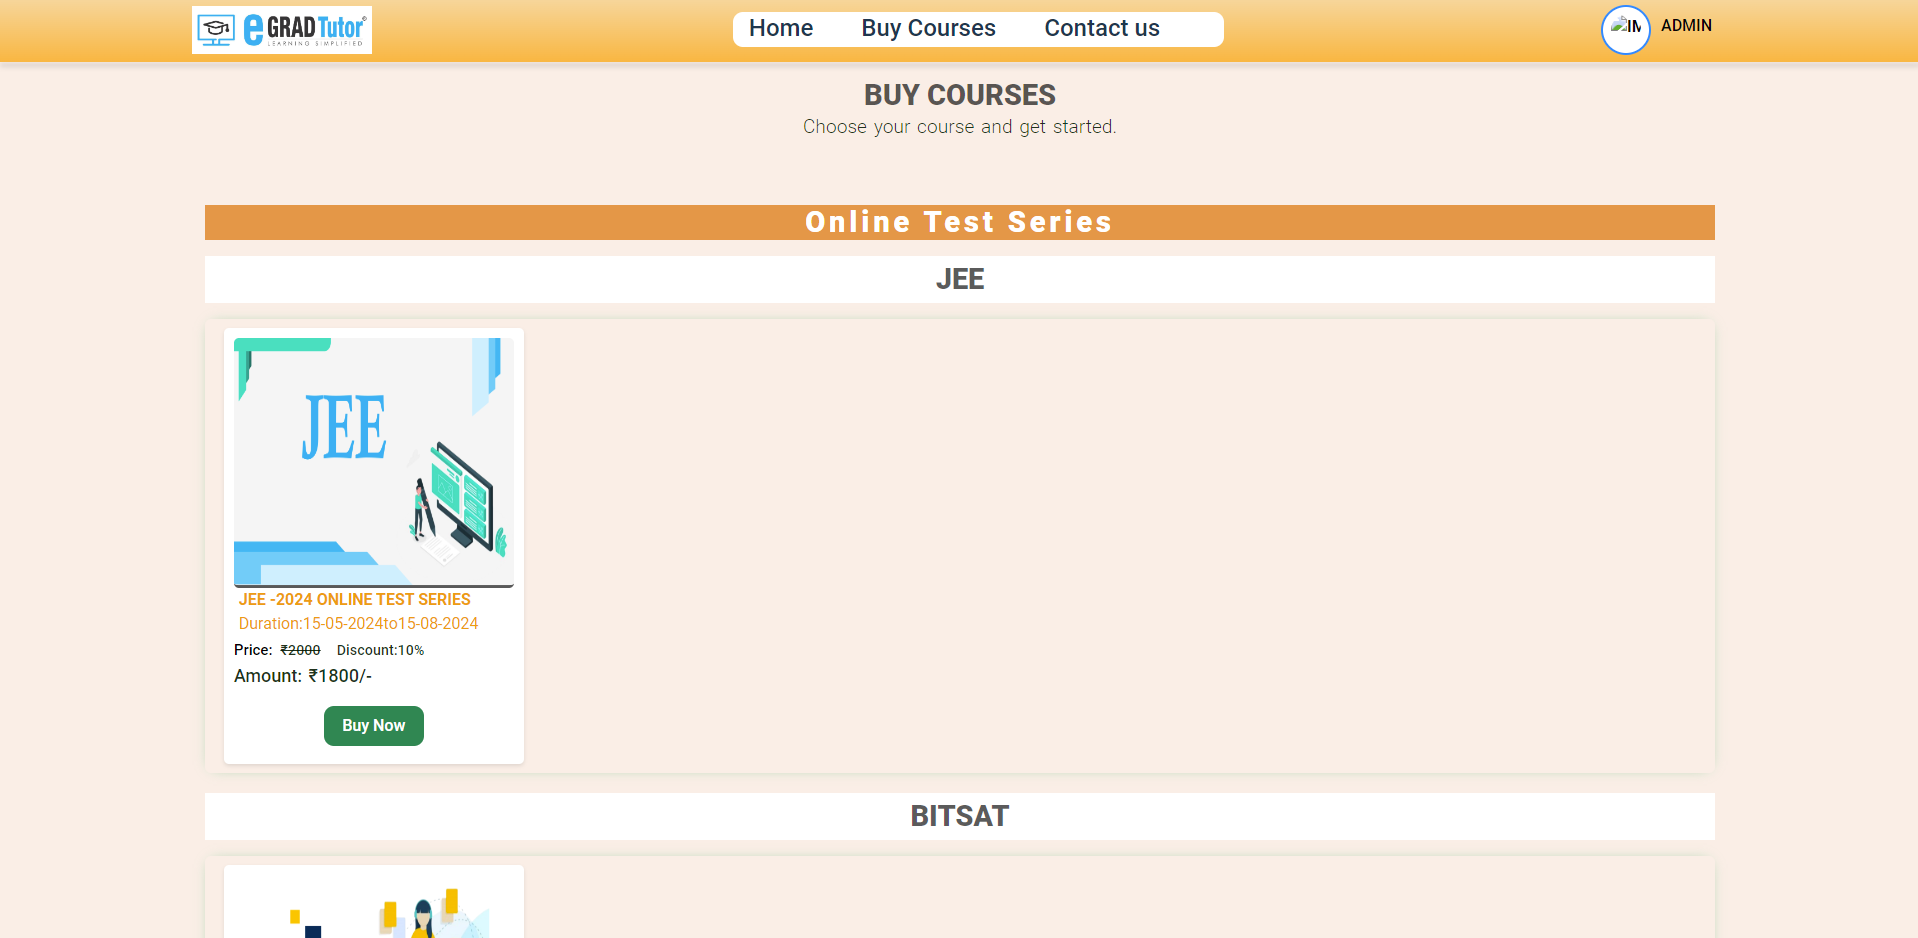 e GRAD Tutor®
LEARNING SIMPLIFIED
Home Buy Courses Contact us
IM
ADMIN
BUY COURSES
Choose your course and get started.
Online Test Series
JEE
JEE
JEE -2024 ONLINE TEST SERIES
Duration:15-05-2024to15-08-2024
Price: ₹2000 Discount:10%
Amount: ₹1800/-
Buy Now
BITSAT